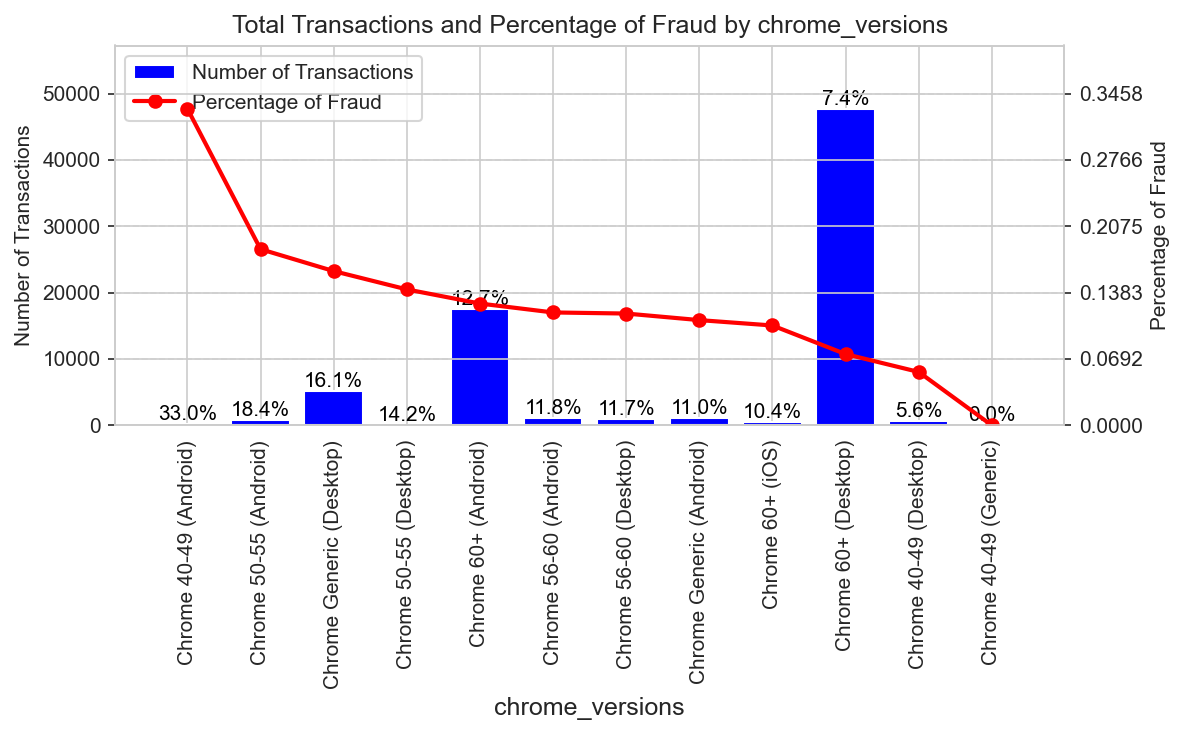 Total Transactions and Percentage of Fraud by chrome_versions
Number of Transactions
Percentage of Fraud
Number of Transactions
50000
40000
30000
20000
10000
0
33.0%
18.4%
16.1%
14.2%
12.7%
11.8%
11.7%
11.0%
10.4%
7.4%
5.6%
0.0%
0.3458
0.2766
0.2075
0.1383
0.0692
0.0000
Percentage of Fraud
Chrome 40-49 (Android)
Chrome 50-55 (Android)
Chrome Generic (Desktop)
Chrome 50-55 (Desktop)
Chrome 60+ (Android)
Chrome 56-60 (Android)
Chrome 56-60 (Desktop)
Chrome Generic (Android)
Chrome 60+ (iOS)
Chrome 60+ (Desktop)
Chrome 40-49 (Desktop)
Chrome 40-49 (Generic)
chrome_versions